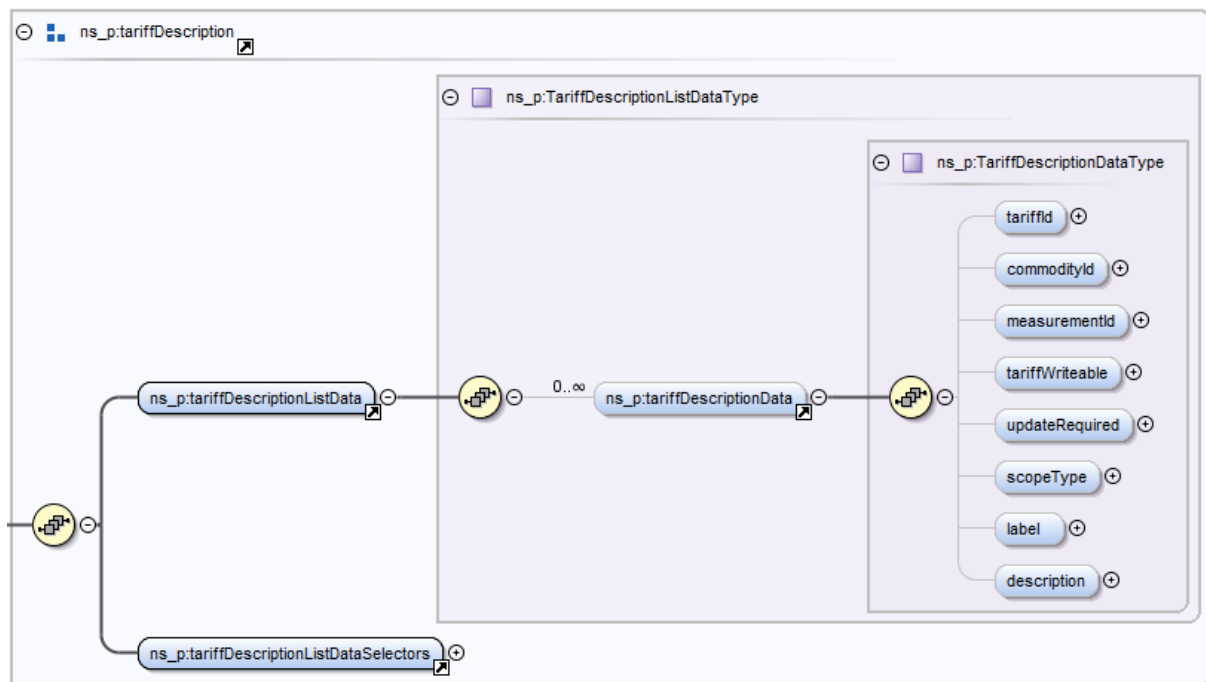 ns_p:tariffDescription
ns_p:TariffDescriptionListDataType
ns_p:TariffDescriptionDataType
tariffId
commodityId
measurementId
tariffWriteable
ns_p:tariffDescriptionListData
0..∞
ns_p:tariffDescriptionData
updateRequired
scopeType
label
description
ns_p:tariffDescriptionListDataSelectors